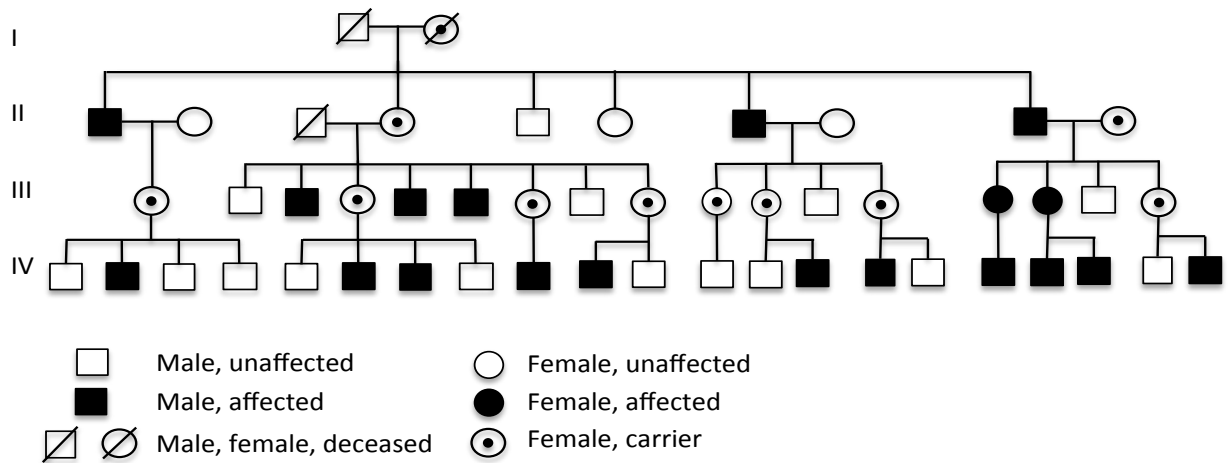 I
II
III
IV
Male, unaffected Female, unaffected
Male, affected Female, affected
Male, female, deceased Female, carrier